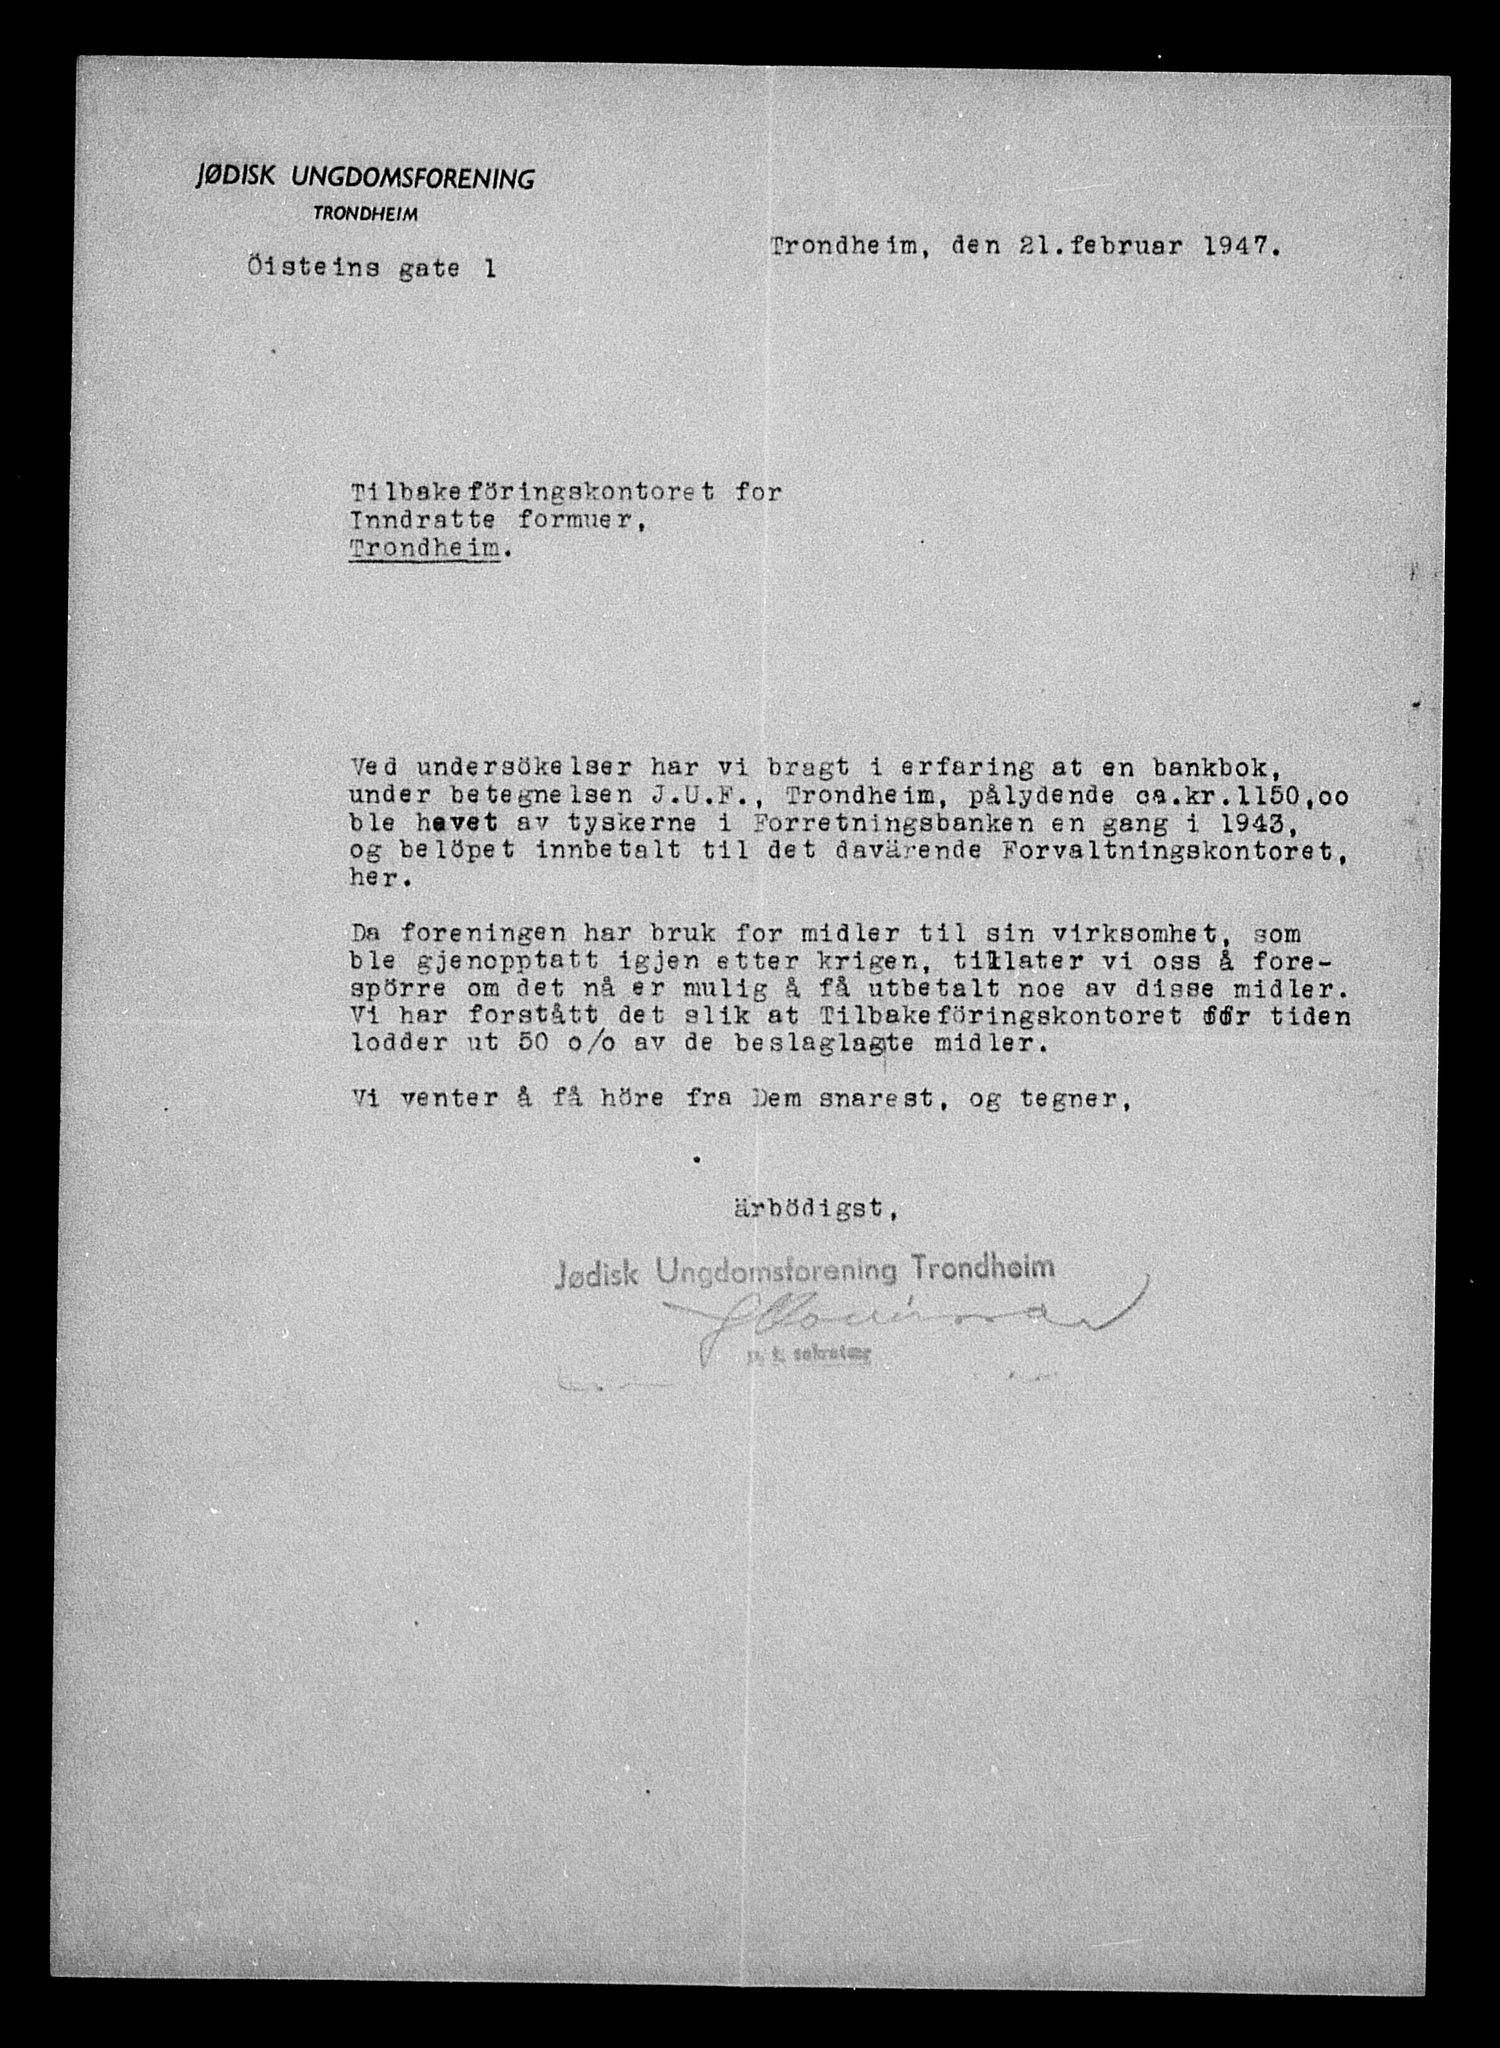 JØDISK UNGDOMSFORENING
TRONDHEIM
Öisteins gate 1
Trondheim, den 21.februar 1947.
Tilbakeföringskontoret for
Inndratte formuer,
Trondheim.
Ved undersökelser har vi bragt i erfaring at en bankbok,
under betegnelsen J.U.F., Trondheim, pålydende ca.kr.1150,oo
ble hevet av tyskerne i Forretningsbanken en gang i 1943,
og belöpet innbetalt til det davärende Forvaltningskontoret,
her.
Da foreningen har bruk for midler til sin virksomhet, som
ble gjenopptatt igjen etter krigen, tillater vi oss å fore-
spörre om det nå er mulig å få utbetalt noe av disse midler.
Vi har forstått det slik at Tilbakeföringskontoret för tiden
lodder ut 50 o/o av de beslaglagte midler.
Vi venter å få höre fra Dem snarest, og tegner,
ärbödigst,
Jødisk Ungdomsforening Trondheim
p. t. sekretær